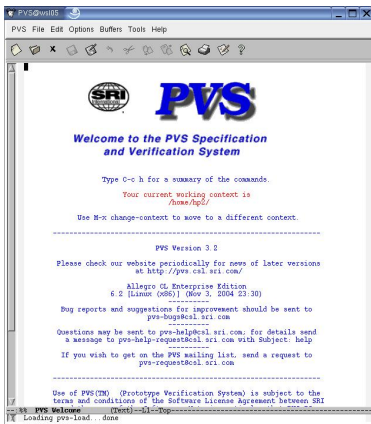 PVS@wsl05
PVS File Edit Options Buffers Tools Help
SRI
International
PVS
Welcome to the PVS Specification
and Verification System
Type C-c h for a summary of the commands.
Your current working context is
/home/hp2/
Use M-x change-context to move to a different context.
----------------------------------------------------------------
PVS Version 3.2
Please check our website periodically for news of later versions
at http://pvs.csl.sri.com/
Allegro CL Enterprise Edition
6.2 [Linux (x86)] (Nov 3, 2004 23:30)
----------
Bug reports and suggestions for improvement should be sent to
pvs-bugs@csl.sri.com
----------
Questions may be sent to pvs-help@csl.sri.com; for details send
a message to pvs-help-request@csl.sri.com with Subject: help
----------
If you wish to get on the PVS mailing list, send a request to
pvs-request@csl.sri.com
----------------------------------------------------------------
Use of PVS(TM) (Prototype Verification System) is subject to the
terms and conditions of the Software License Agreement between SRI
--:%% PVS Welcome (Text)--L1--Top
Loading pvs-load...done